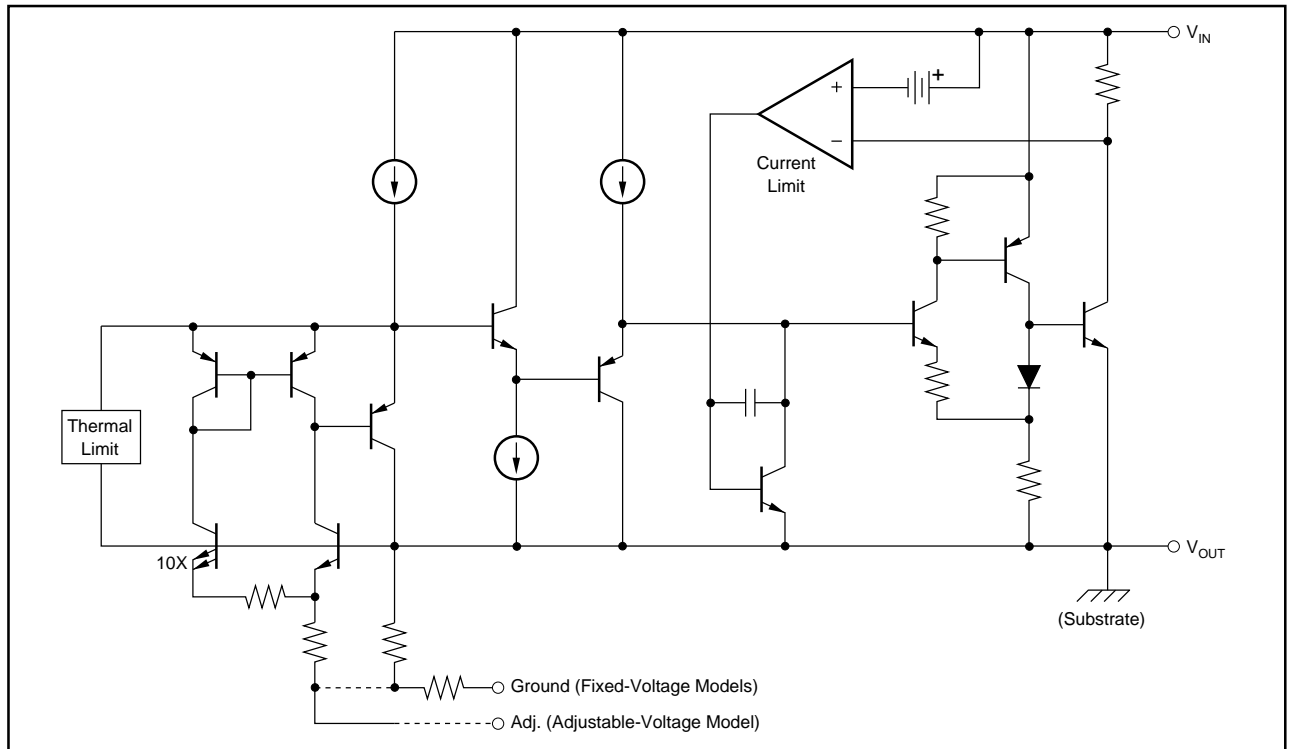 V_IN
+
+
−
Current
Limit
Thermal
Limit
10X
V_OUT
(Substrate)
Ground (Fixed-Voltage Models)
Adj. (Adjustable-Voltage Model)